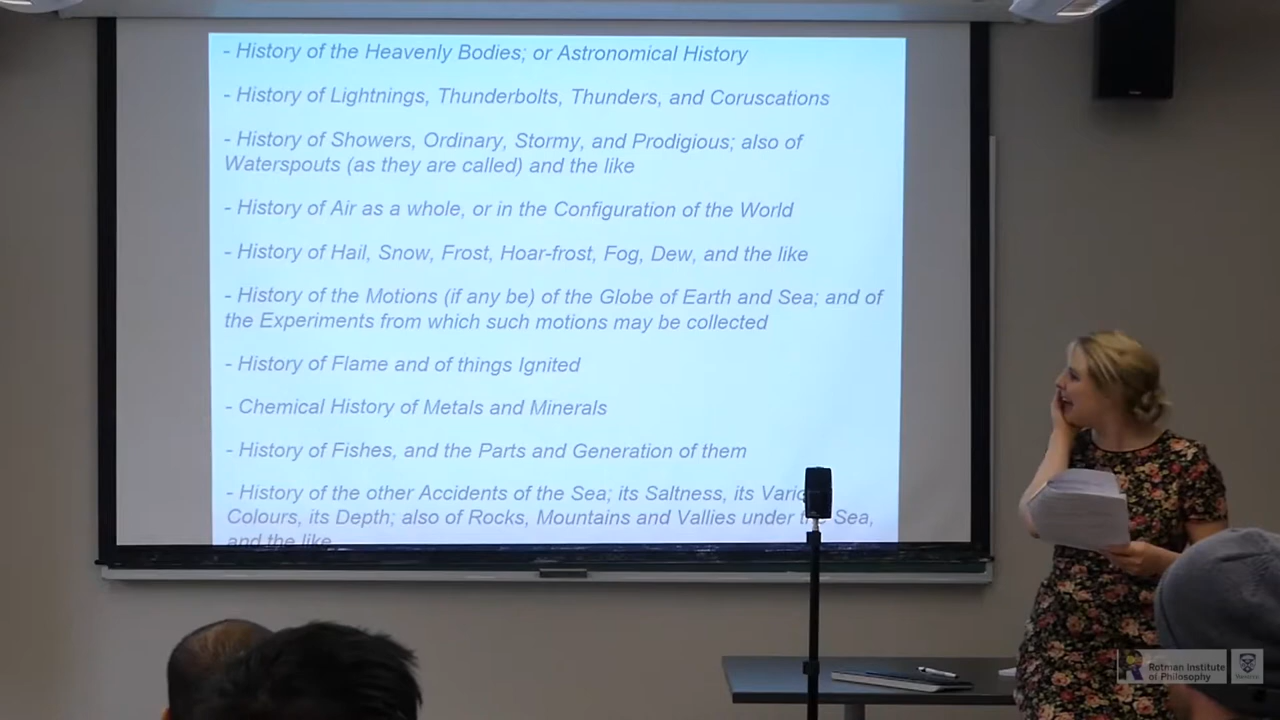 - History of the Heavenly Bodies; or Astronomical History
- History of Lightnings, Thunderbolts, Thunders, and Coruscations
- History of Showers, Ordinary, Stormy, and Prodigious; also of
Waterspouts (as they are called) and the like
- History of Air as a whole, or in the Configuration of the World
- History of Hail, Snow, Frost, Hoar-frost, Fog, Dew, and the like
- History of the Motions (if any be) of the Globe of Earth and Sea; and of
the Experiments from which such motions may be collected
- History of Flame and of things Ignited
- Chemical History of Metals and Minerals
- History of Fishes, and the Parts and Generation of them
- History of the other Accidents of the Sea; its Saltness, its
Colours, its Depth; also of Rocks, Mountains and Vallies under Sea,
and the like
Rotman Institute
of Philosophy